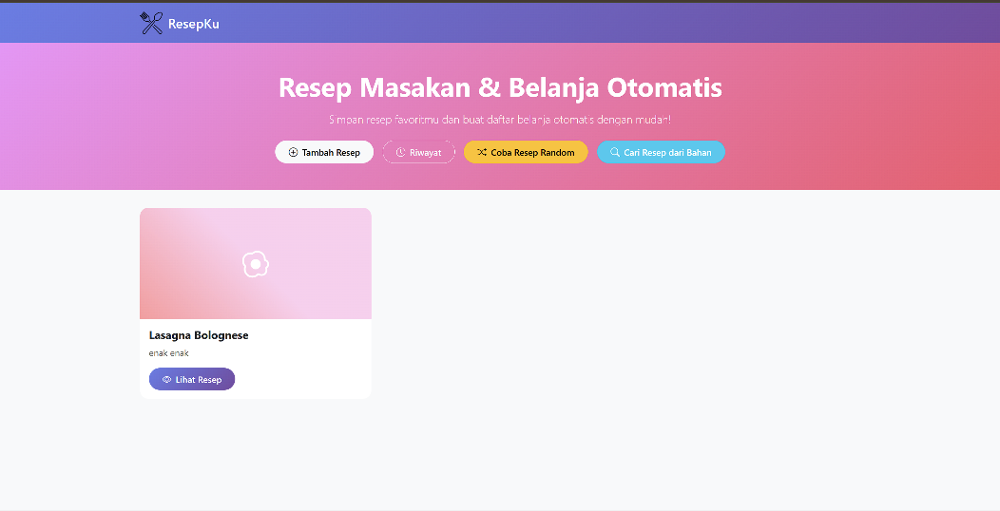 ResepKu
Resep Masakan & Belanja Otomatis
Simpan resep favoritmu dan buat daftar belanja otomatis dengan mudah!
Tambah Resep
Riwayat
Coba Resep Random
Cari Resep dari Bahan
Lasagna Bolognese
enak enak
Lihat Resep